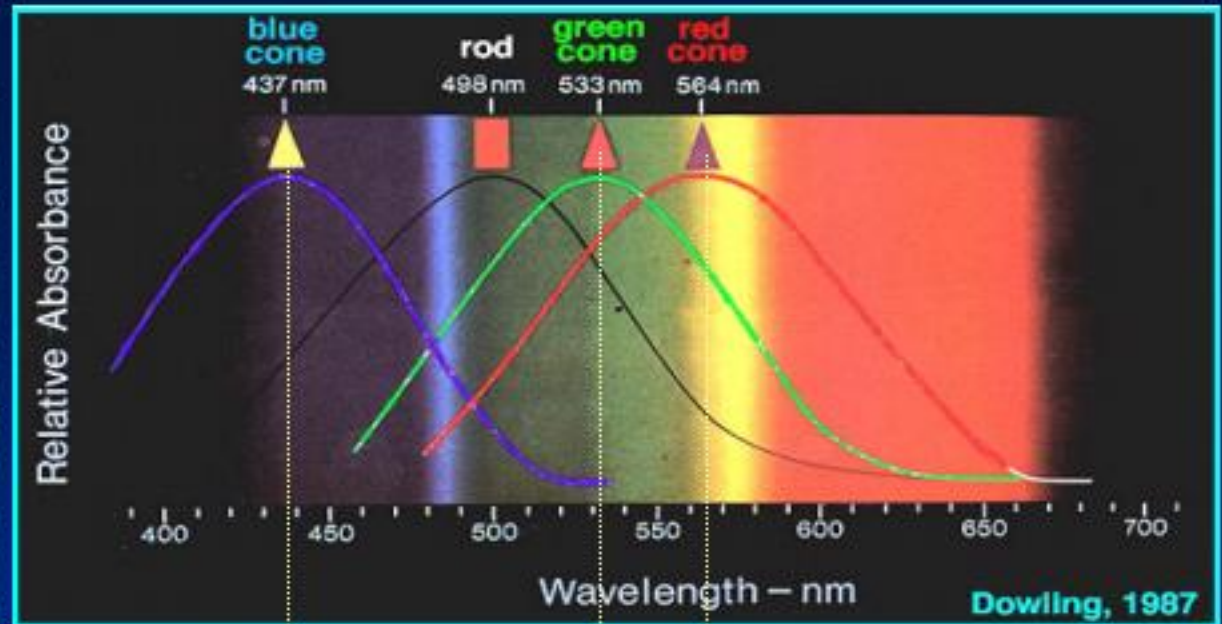 blue cone
rod
green cone
red cone
437 nm
498 nm
533 nm
564 nm
Relative Absorbance
400 450 500 550 600 650 700
Wavelength – nm
Dowling, 1987